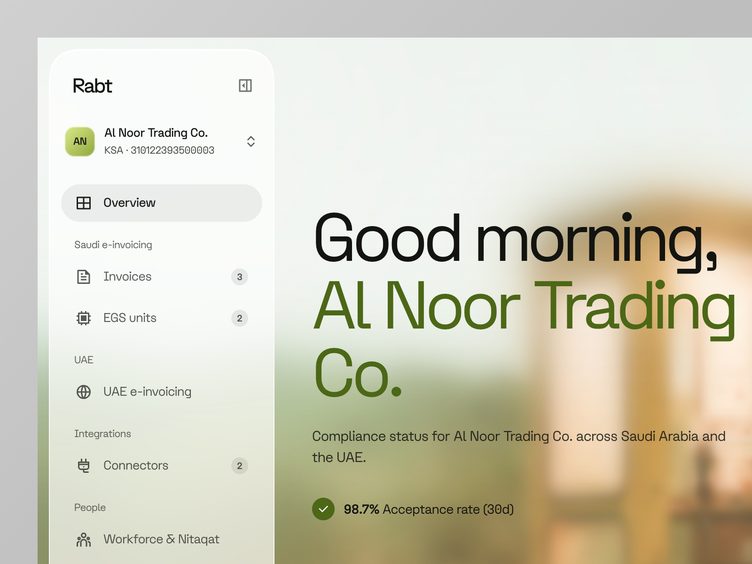 Rabt
AN
Al Noor Trading Co.
KSA · 310122393500003
Overview
Saudi e-invoicing
Invoices 3
EGS units 2
UAE
UAE e-invoicing
Integrations
Connectors 2
People
Workforce & Nitaqat
Good morning,
Al Noor Trading
Co.
Compliance status for Al Noor Trading Co. across Saudi Arabia and
the UAE.
98.7% Acceptance rate (30d)